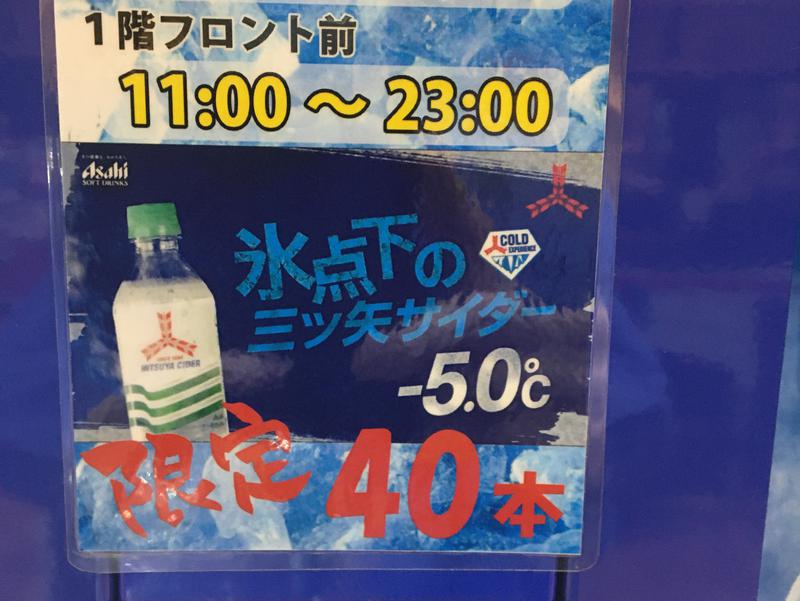 1階フロント前
11:00 ～ 23:00
Asahi
SOFT DRINKS
氷点下の
COLD
EXPERIENCE
三ツ矢サイダー
MITSUYA CIDER
-5.0℃
限定 40本